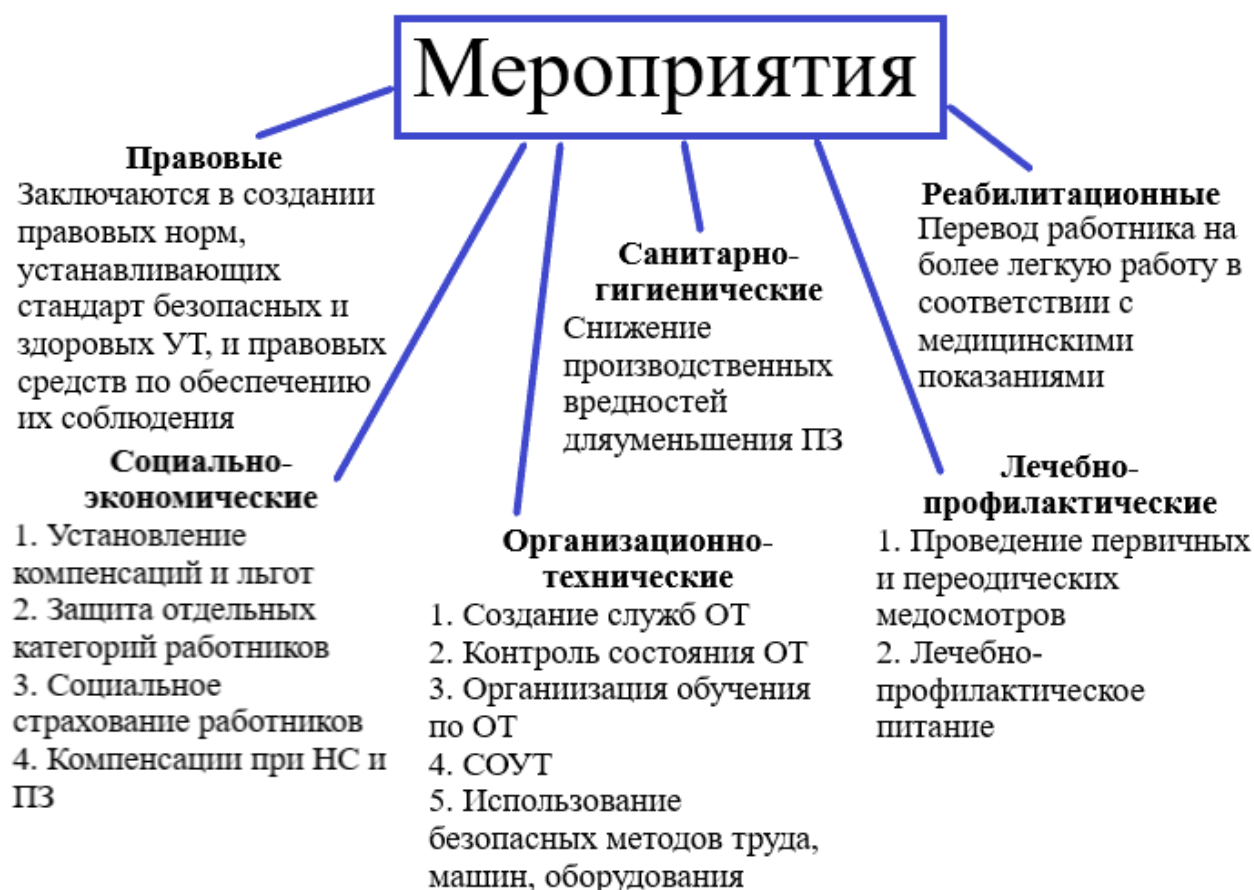 Мероприятия
Правовые
Заключаются в создании
правовых норм,
устанавливающих
стандарт безопасных и
здоровых УТ, и правовых
средств по обеспечению
их соблюдения
Социально-
экономические
1. Установление
компенсаций и льгот
2. Защита отдельных
категорий работников
3. Социальное
страхование работников
4. Компенсации при НС и
ПЗ
Организационно-
технические
1. Создание служб ОТ
2. Контроль состояния ОТ
3. Органиизация обучения
по ОТ
4. СОУТ
5. Использование
безопасных методов труда,
машин, оборудования
Санитарно-
гигиенические
Снижение
производственных
вредностей
дляуменьшения ПЗ
Лечебно-
профилактические
1. Проведение первичных
и переодических
медосмотров
2. Лечебно-
профилактическое
питание
Реабилитационные
Перевод работника на
более легкую работу в
соответствии с
медицинскими
показаниями